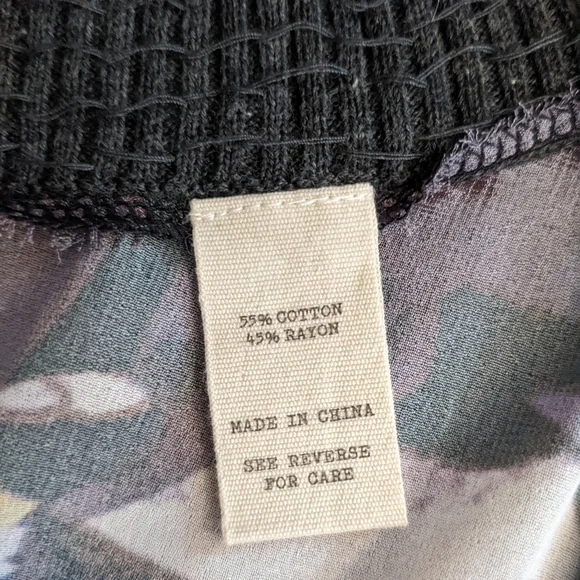 55% COTTON
45% RAYON
MADE IN CHINA
SEE REVERSE
FOR CARE